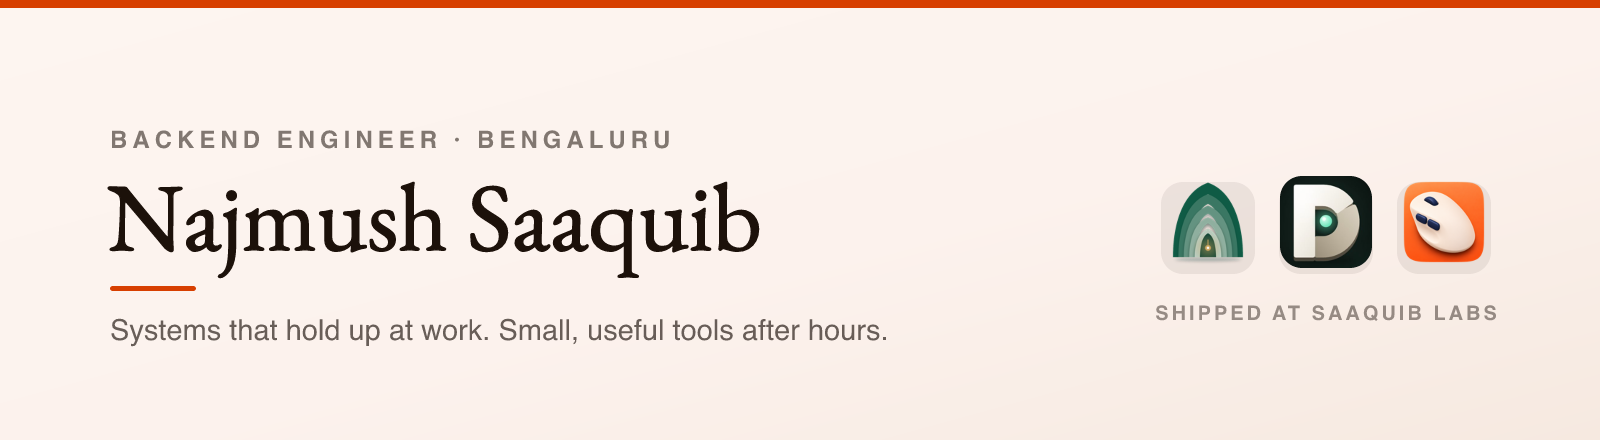 BACKEND ENGINEER · BENGALURU
Najmush Saaquib
Systems that hold up at work. Small, useful tools after hours.
SHIPPED AT SAAQUIB LABS